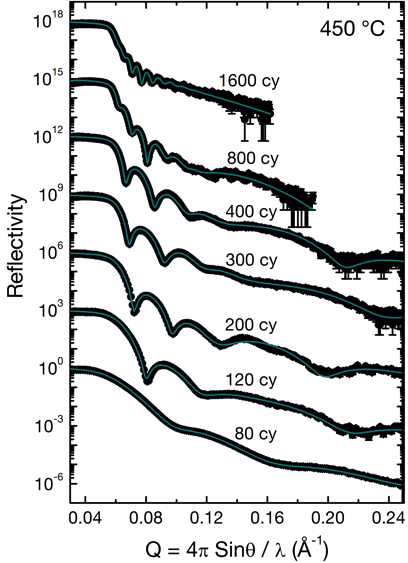 450 °C
10^18
10^15
10^12
10^9
10^6
10^3
10^0
10^-3
10^-6
Reflectivity
1600 cy
800 cy
400 cy
300 cy
200 cy
120 cy
80 cy
0.04 0.08 0.12 0.16 0.20 0.24
Q = 4π Sinθ / λ (Å^-1)